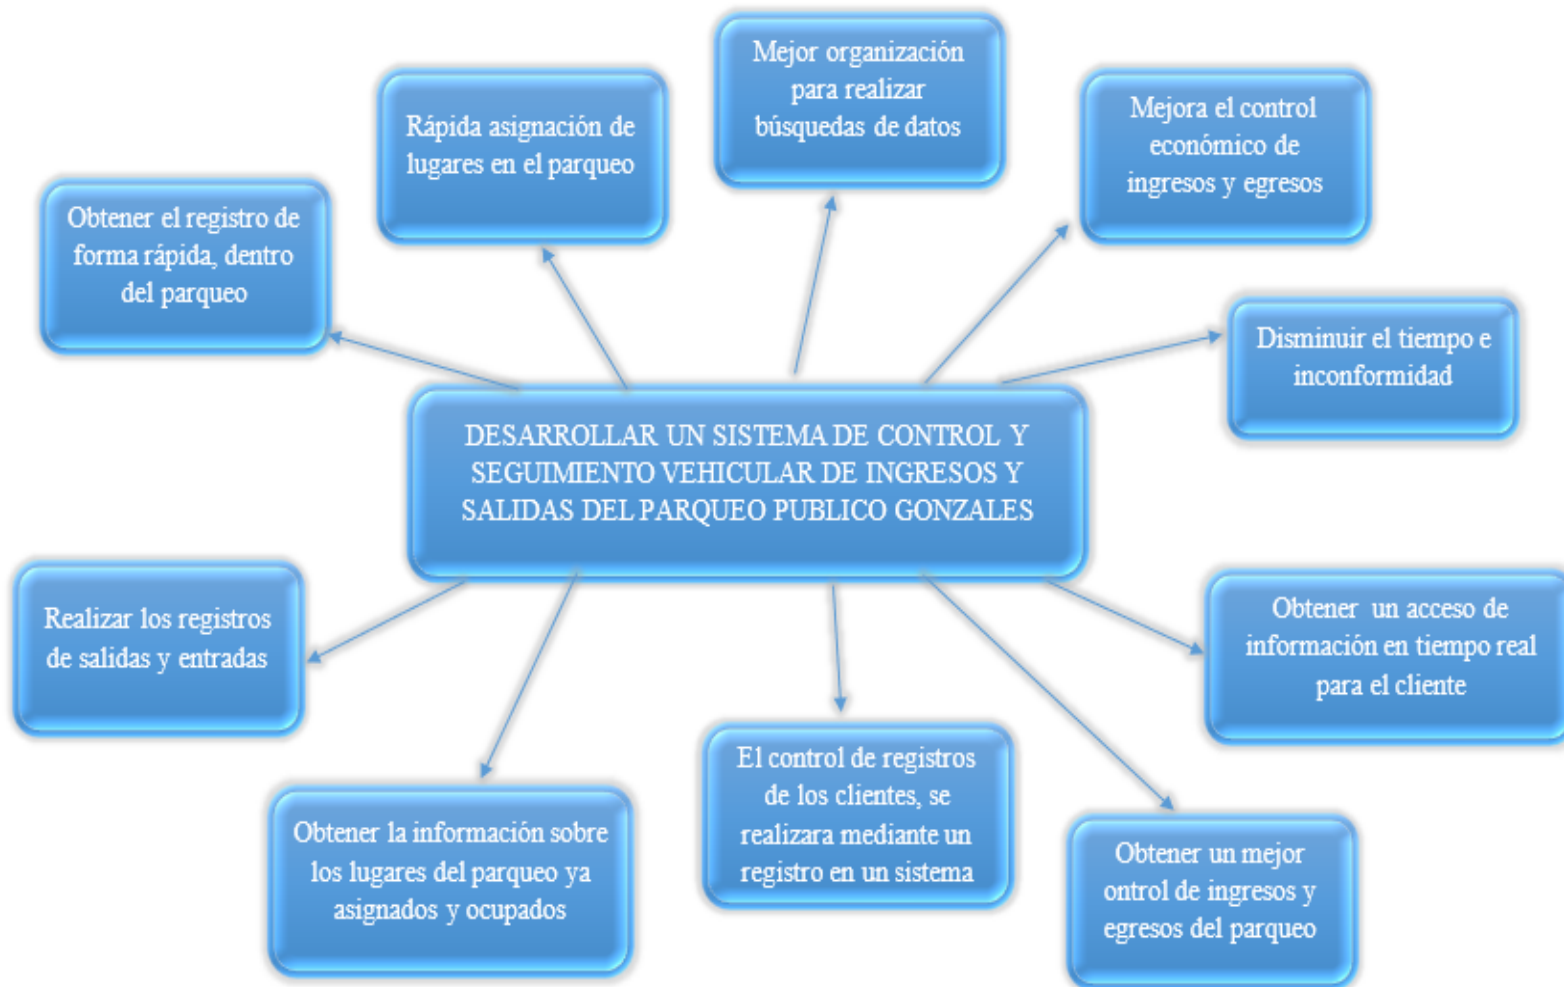 Mejor organización
para realizar
búsquedas de datos
Rápida asignación de
lugares en el parqueo
Mejora el control
económico de
ingresos y egresos
Obtener el registro de
forma rápida, dentro
del parqueo
Disminuir el tiempo e
inconformidad
DESARROLLAR UN SISTEMA DE CONTROL Y
SEGUIMIENTO VEHICULAR DE INGRESOS Y
SALIDAS DEL PARQUEO PUBLICO GONZALES
Realizar los registros
de salidas y entradas
Obtener un acceso de
información en tiempo real
para el cliente
Obtener la información sobre
los lugares del parqueo ya
asignados y ocupados
El control de registros
de los clientes, se
realizara mediante un
registro en un sistema
Obtener un mejor
ontrol de ingresos y
egresos del parqueo